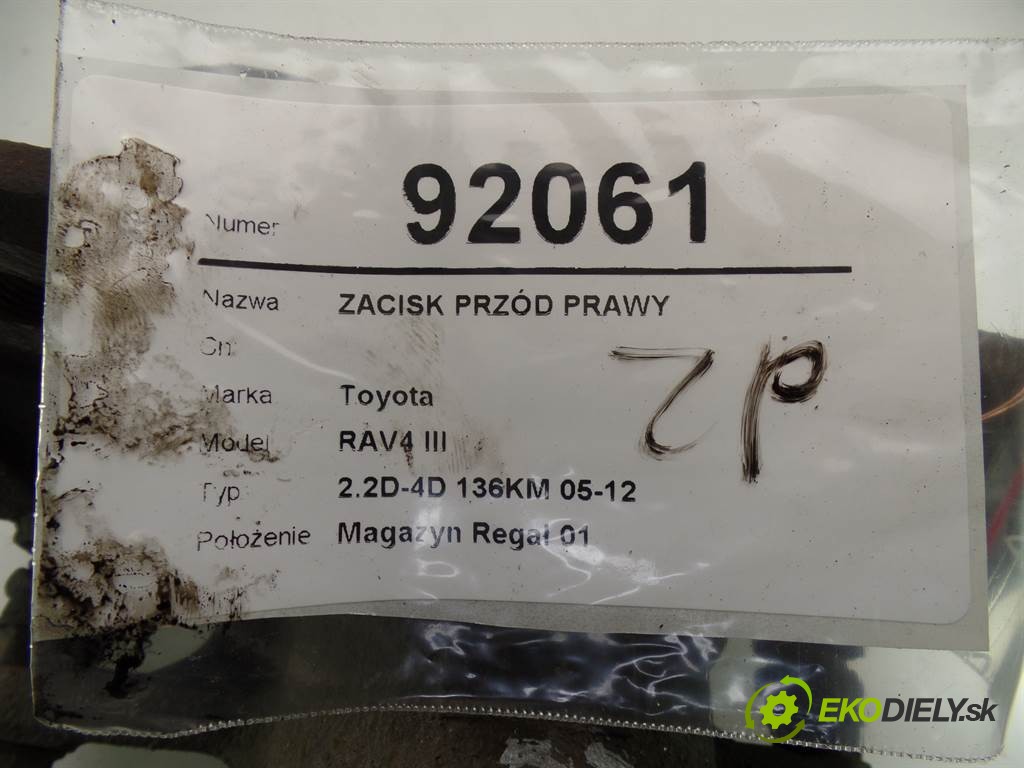 Numer 92061
Nazwa ZACISK PRZÓD PRAWY
Marka Toyota
Model RAV4 III
Typ 2.2D-4D 136KM 05-12
Położenie Magazyn Regał 01
ZP
EKODIELY.sk